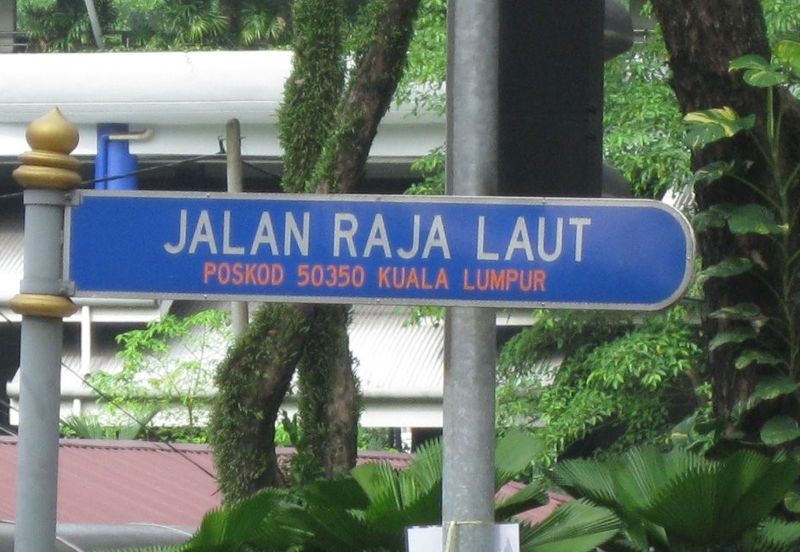 JALAN RAJA LAUT
POSKOD 50350 KUALA LUMPUR